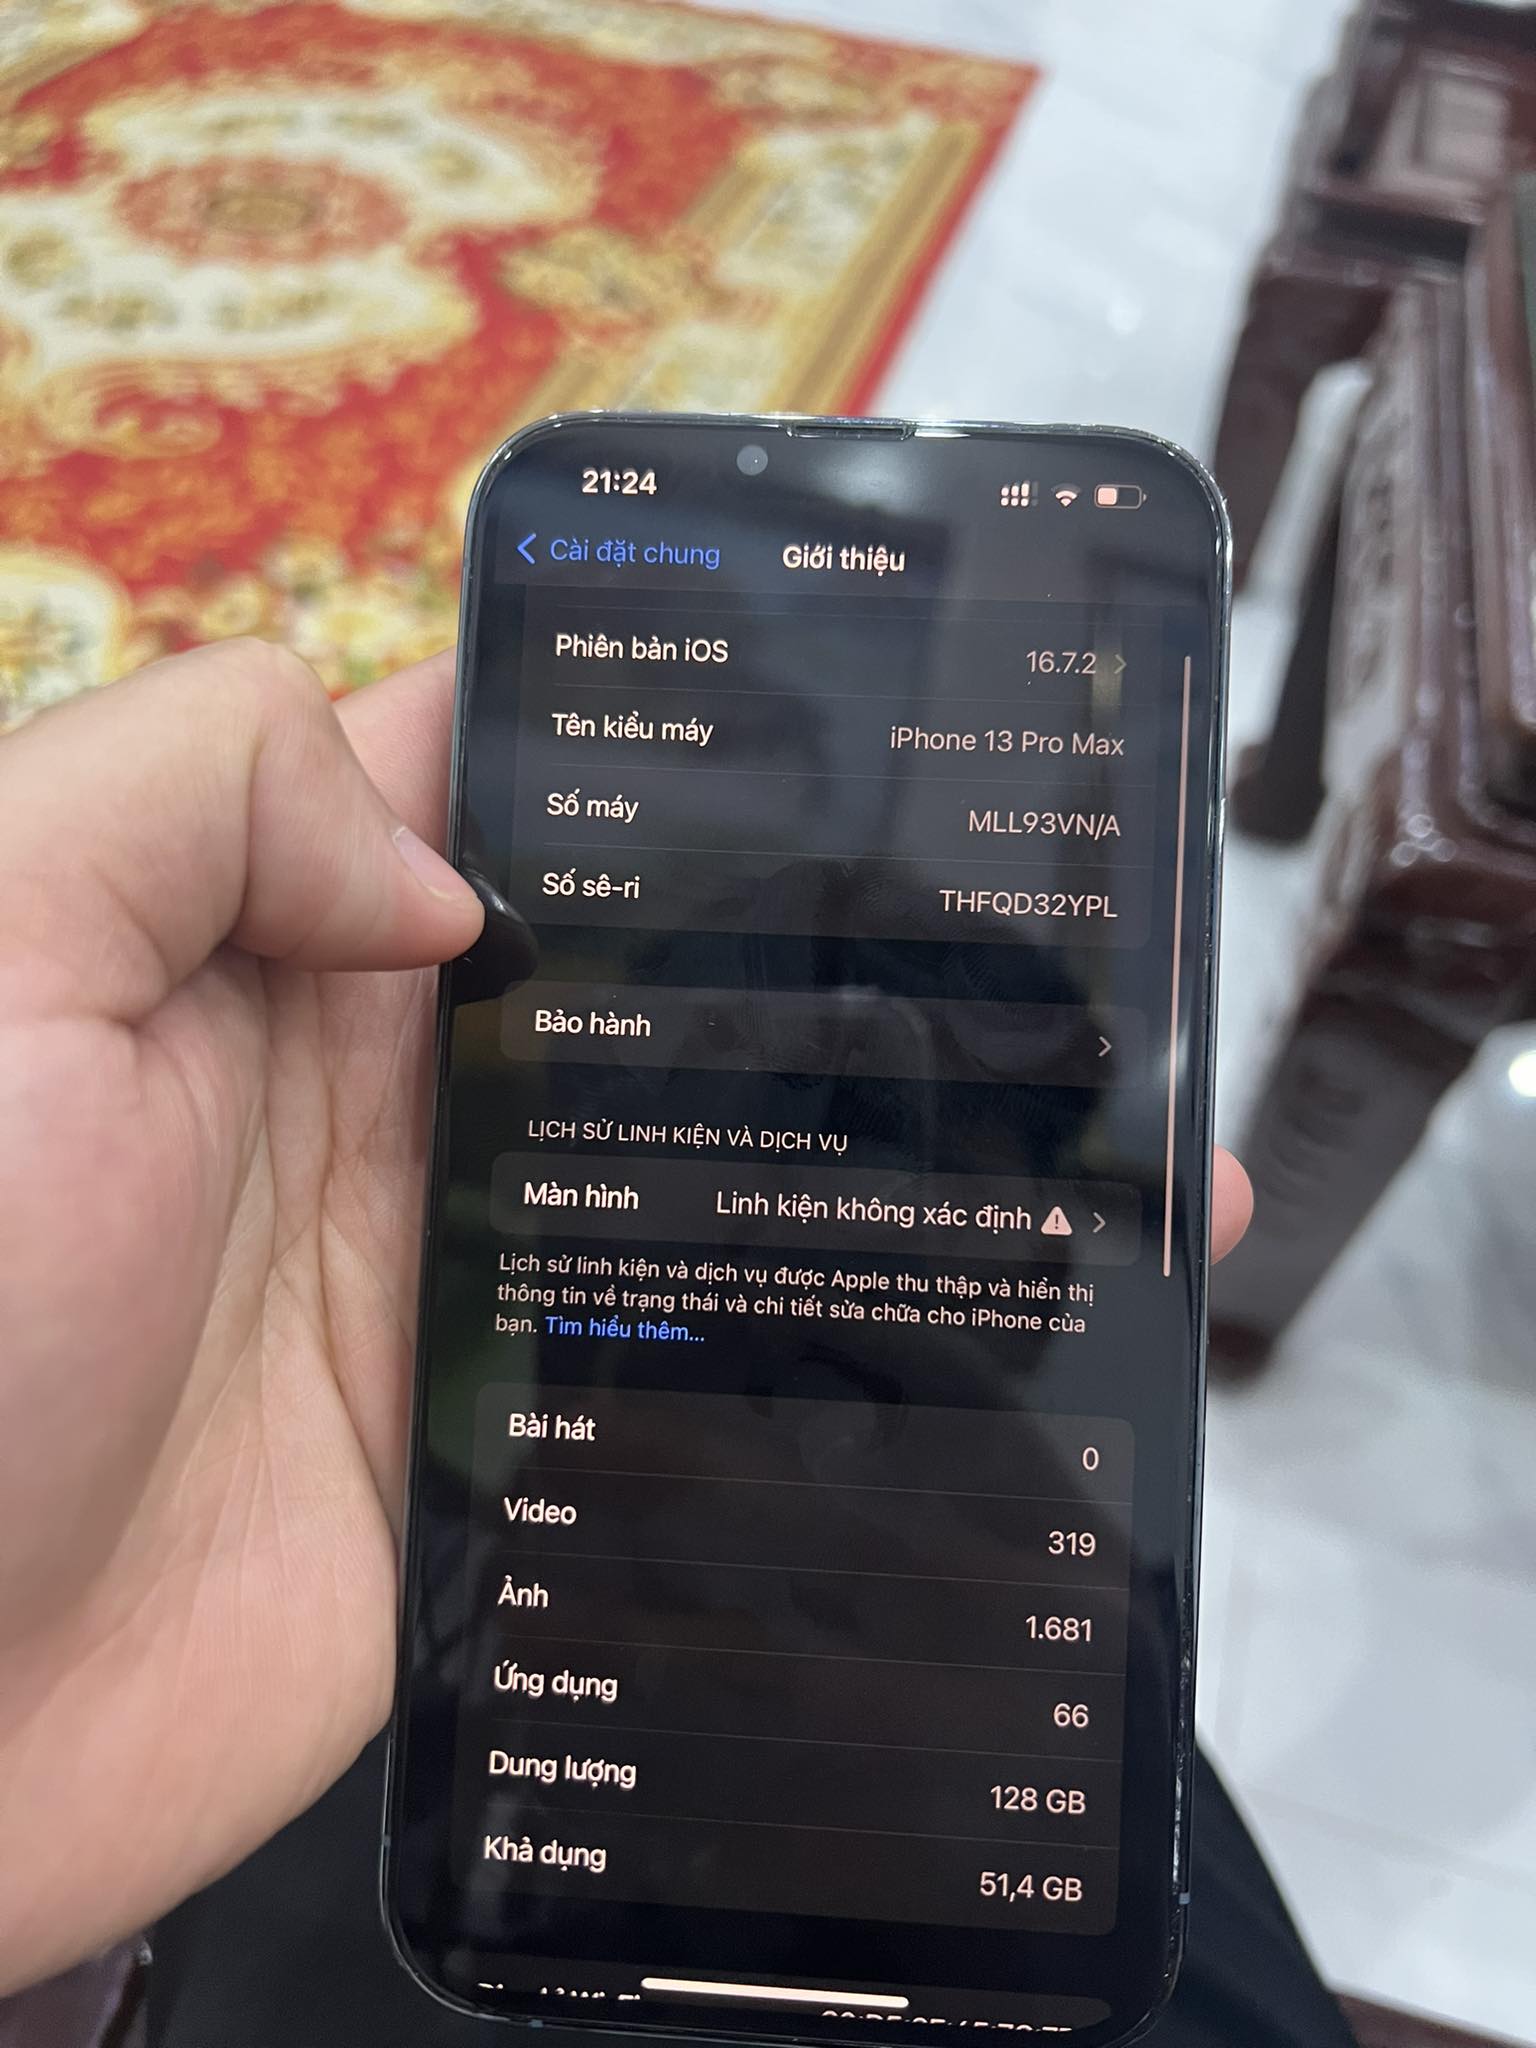 21:24
Cài đặt chung Giới thiệu
Phiên bản iOS 16.7.2
Tên kiểu máy iPhone 13 Pro Max
Số máy MLL93VN/A
Số sê-ri THFQD32YPL
Bảo hành
LỊCH SỬ LINH KIỆN VÀ DỊCH VỤ
Màn hình Linh kiện không xác định
Lịch sử linh kiện và dịch vụ được Apple thu thập và hiển thị
thông tin về trạng thái và chi tiết sửa chữa cho iPhone của
bạn. Tìm hiểu thêm...
Bài hát 0
Video 319
Ảnh 1.681
Ứng dụng 66
Dung lượng 128 GB
Khả dụng 51,4 GB